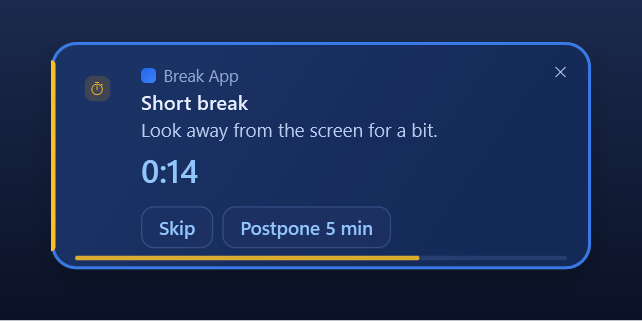 Break App
Short break
Look away from the screen for a bit.
0:14
Skip
Postpone 5 min